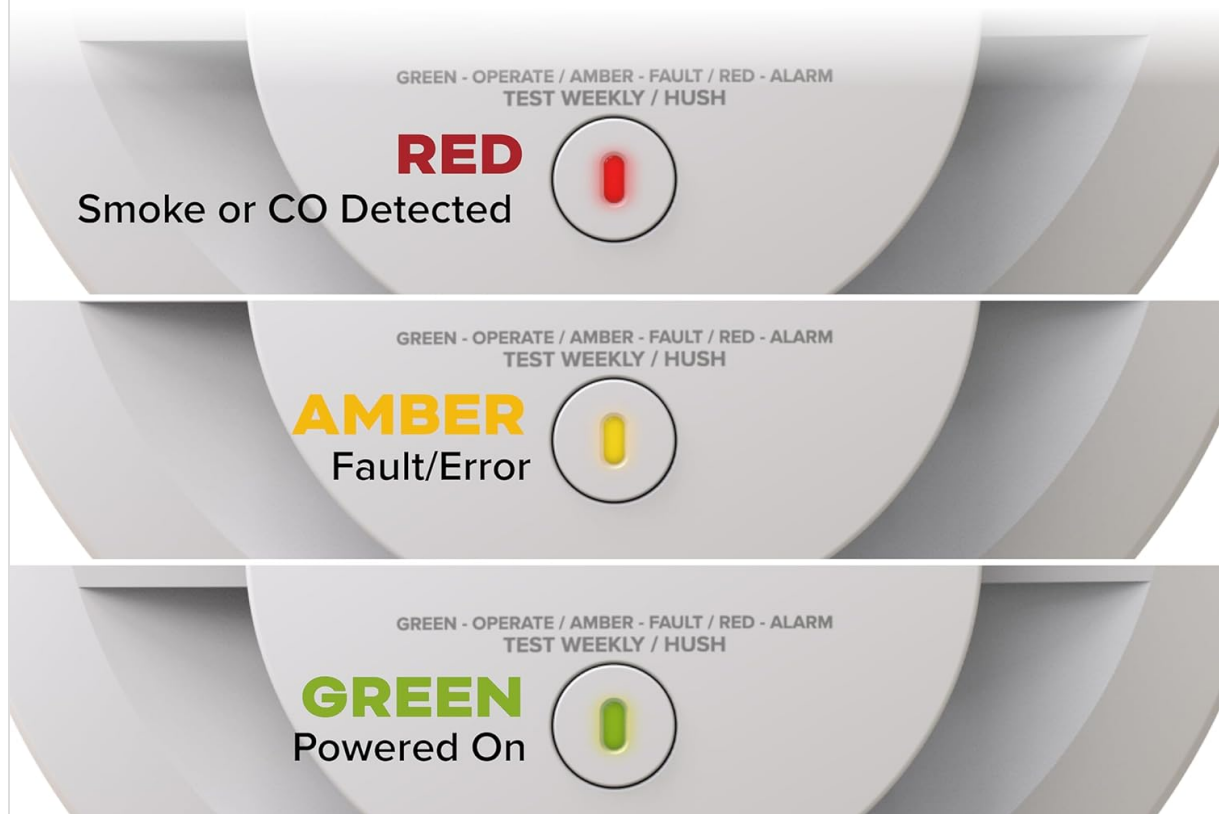 GREEN - OPERATE / AMBER - FAULT / RED - ALARM
TEST WEEKLY / HUSH
RED
Smoke or CO Detected
GREEN - OPERATE / AMBER - FAULT / RED - ALARM
TEST WEEKLY / HUSH
AMBER
Fault/Error
GREEN - OPERATE / AMBER - FAULT / RED - ALARM
TEST WEEKLY / HUSH
GREEN
Powered On